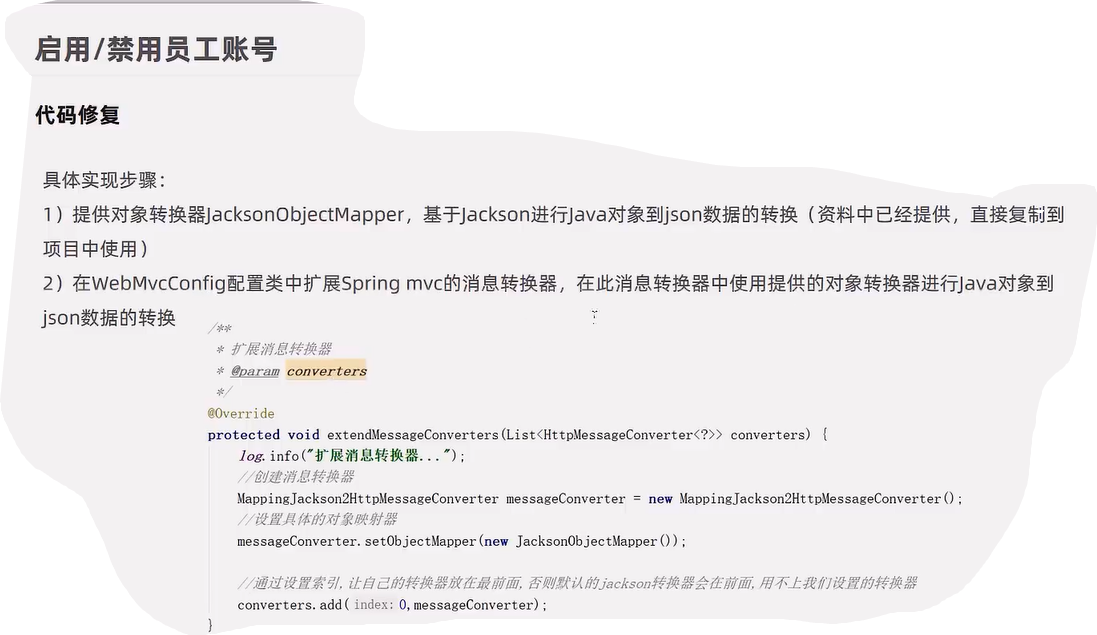 启用/禁用员工账号
代码修复
具体实现步骤：
1）提供对象转换器JacksonObjectMapper，基于Jackson进行Java对象到json数据的转换（资料中已经提供，直接复制到
项目中使用）
2）在WebMvcConfig配置类中扩展Spring mvc的消息转换器，在此消息转换器中使用提供的对象转换器进行Java对象到
json数据的转换
/**
* 扩展消息转换器
* @param converters
*/
@Override
protected void extendMessageConverters(List<HttpMessageConverter<?>> converters) {
log.info("扩展消息转换器...");
//创建消息转换器
MappingJackson2HttpMessageConverter messageConverter = new MappingJackson2HttpMessageConverter();
//设置具体的对象映射器
messageConverter.setObjectMapper(new JacksonObjectMapper());
//通过设置索引,让自己的转换器放在最前面,否则默认的jackson转换器会在前面,用不上我们设置的转换器
converters.add( index: 0,messageConverter);
}